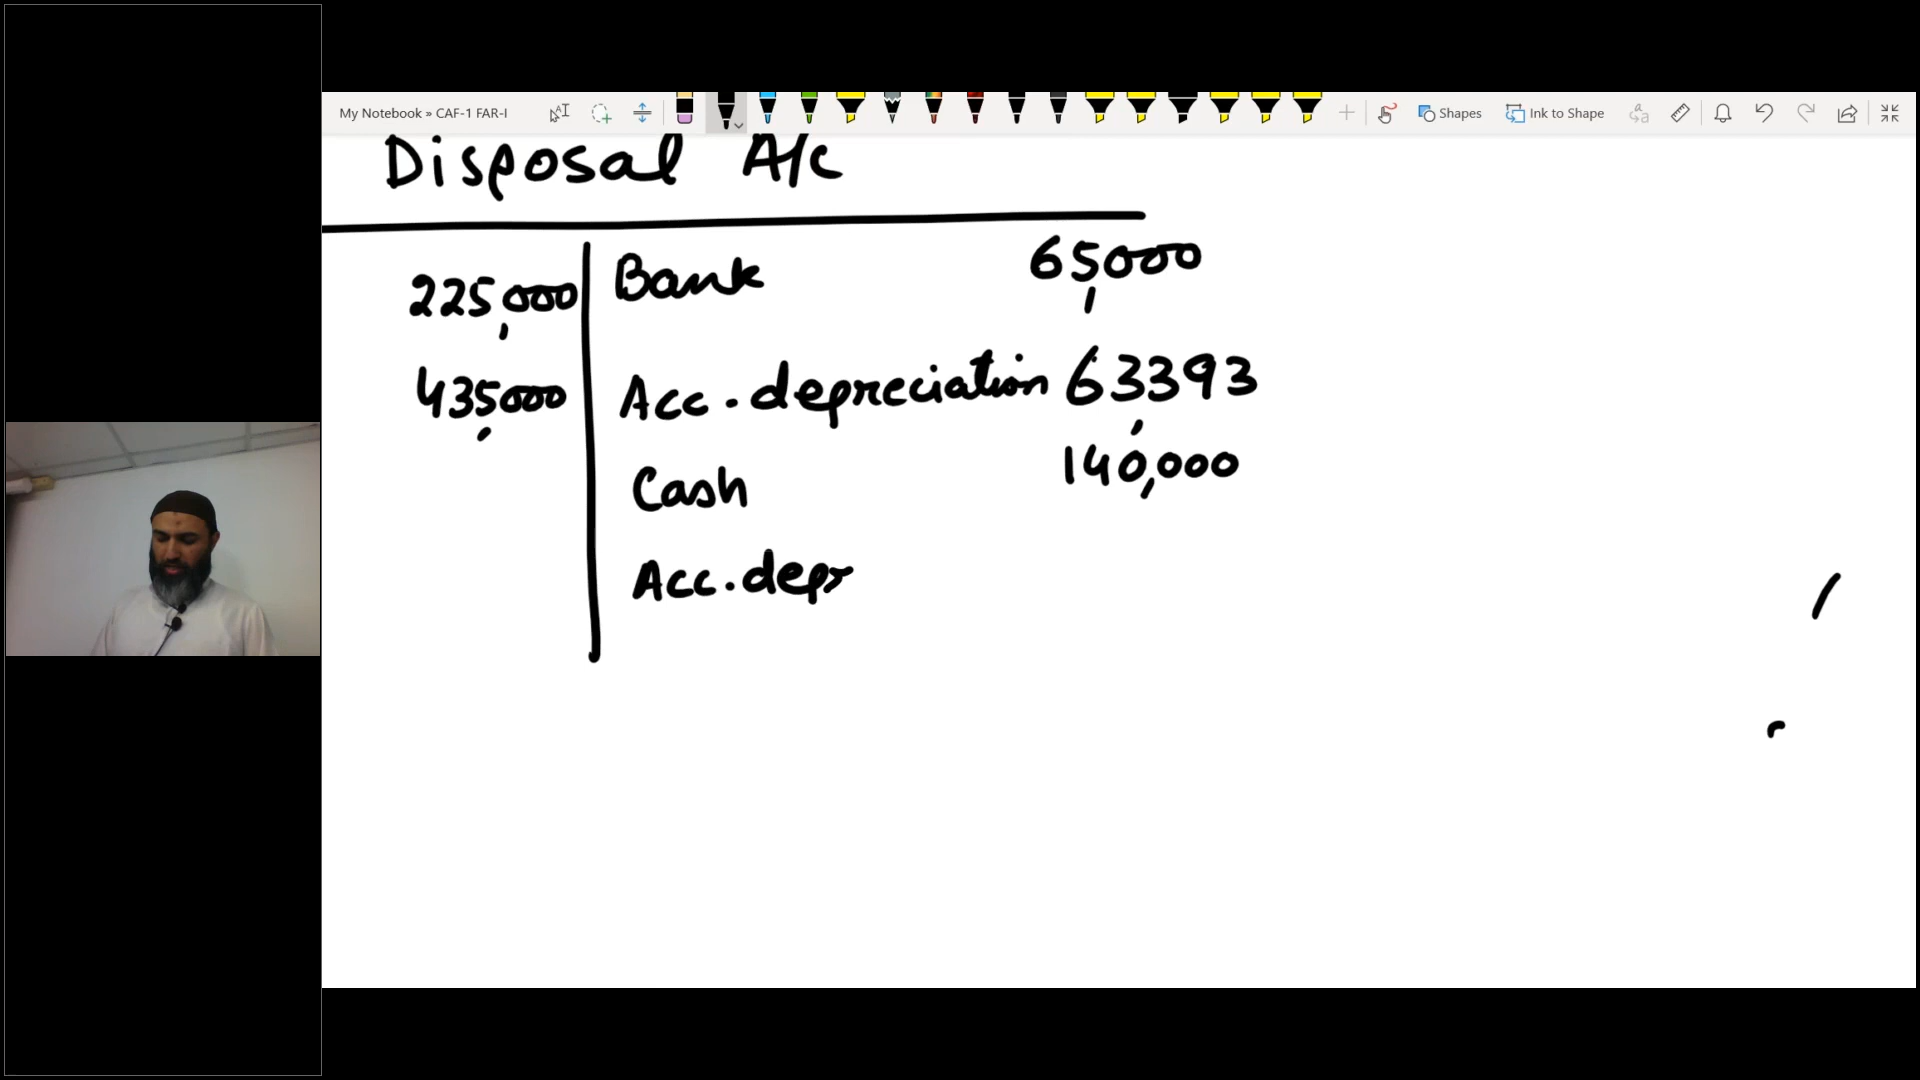 My Notebook » CAF-1 FAR-I Shapes Ink to Shape
Disposal A/c
225,000 Bank 65,000
435,000 Acc. depreciation 63,393
Cash 140,000
Acc. depr